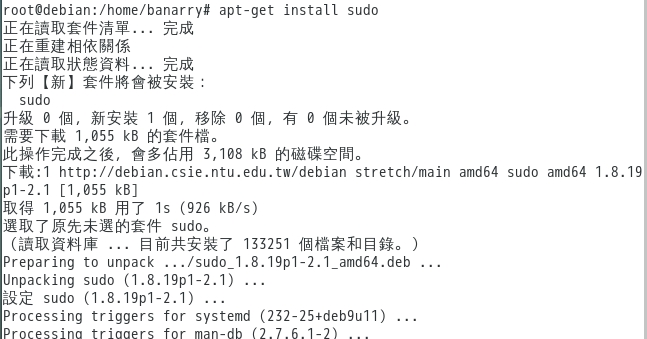 root@debian:/home/banarry# apt-get install sudo
正在讀取套件清單... 完成
正在重建相依關係
正在讀取狀態資料... 完成
下列【新】套件將會被安裝：
  sudo
升級 0 個，新安裝 1 個，移除 0 個，有 0 個未被升級。
需要下載 1,055 kB 的套件檔。
此操作完成之後，會多佔用 3,108 kB 的磁碟空間。
下載:1 http://debian.csie.ntu.edu.tw/debian stretch/main amd64 sudo amd64 1.8.19
p1-2.1 [1,055 kB]
取得 1,055 kB 用了 1s (926 kB/s)
選取了原先未選的套件 sudo。
（讀取資料庫 ... 目前共安裝了 133251 個檔案和目錄。）
Preparing to unpack .../sudo_1.8.19p1-2.1_amd64.deb ...
Unpacking sudo (1.8.19p1-2.1) ...
設定 sudo (1.8.19p1-2.1) ...
Processing triggers for systemd (232-25+deb9u11) ...
Processing triggers for man-db (2.7.6.1-2) ...